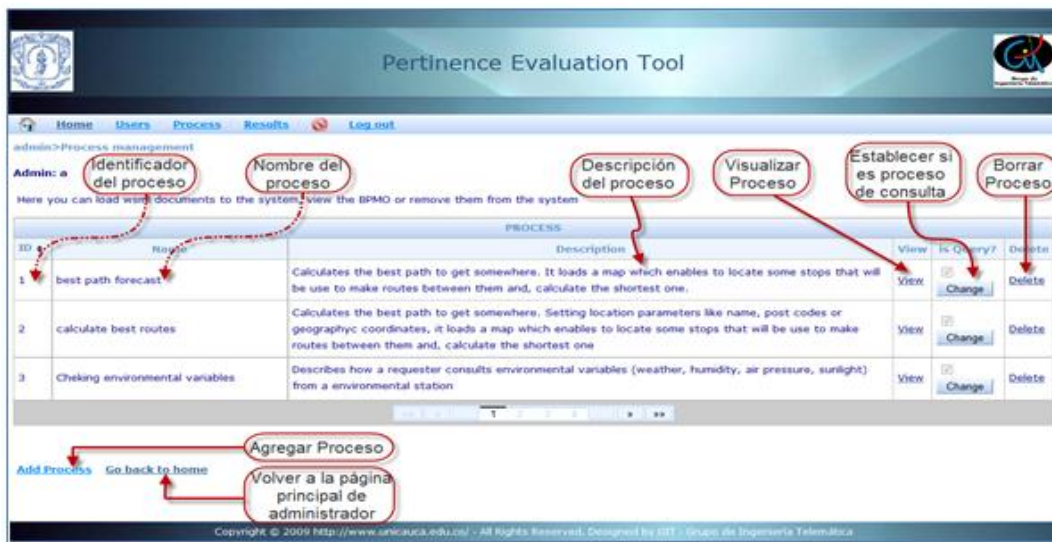 Pertinence Evaluation Tool
Grupo de
Ingeniería Telemática
Home Users Process Results Log out
admin>Process management
Admin: a
Identificador
del proceso
Nombre del
proceso
Descripción
del proceso
Visualizar
Proceso
Establecer si
es proceso
de consulta
Borrar
Proceso
Here you can load wsml documents to the system, view the BPMO or remove them from the system
PROCESS
ID Name Description View Is Query? Delete
1 best path forecast Calculates the best path to get somewhere. It loads a map which enables to locate some stops that will View Change Delete
be use to make routes between them and, calculate the shortest one.
2 calculate best routes Calculates the best path to get somewhere. Setting location parameters like name, post codes or
geographyc coordinates, it loads a map which enables to locate some stops that will be use to make View Change Delete
routes between them and, calculate the shortest one
3 Cheking environmental variables Describes how a requester consults environmental variables (weather, humidity, air pressure, sunlight) View Change Delete
from a environmental station
1 2 3 4 » »»
Agregar Proceso
Add Process Go back to home
Volver a la página
principal de
administrador
Copyright © 2009 http://www.unicauca.edu.co/ - All Rights Reserved. Designed by GIT - Grupo de Ingeniería Telemática